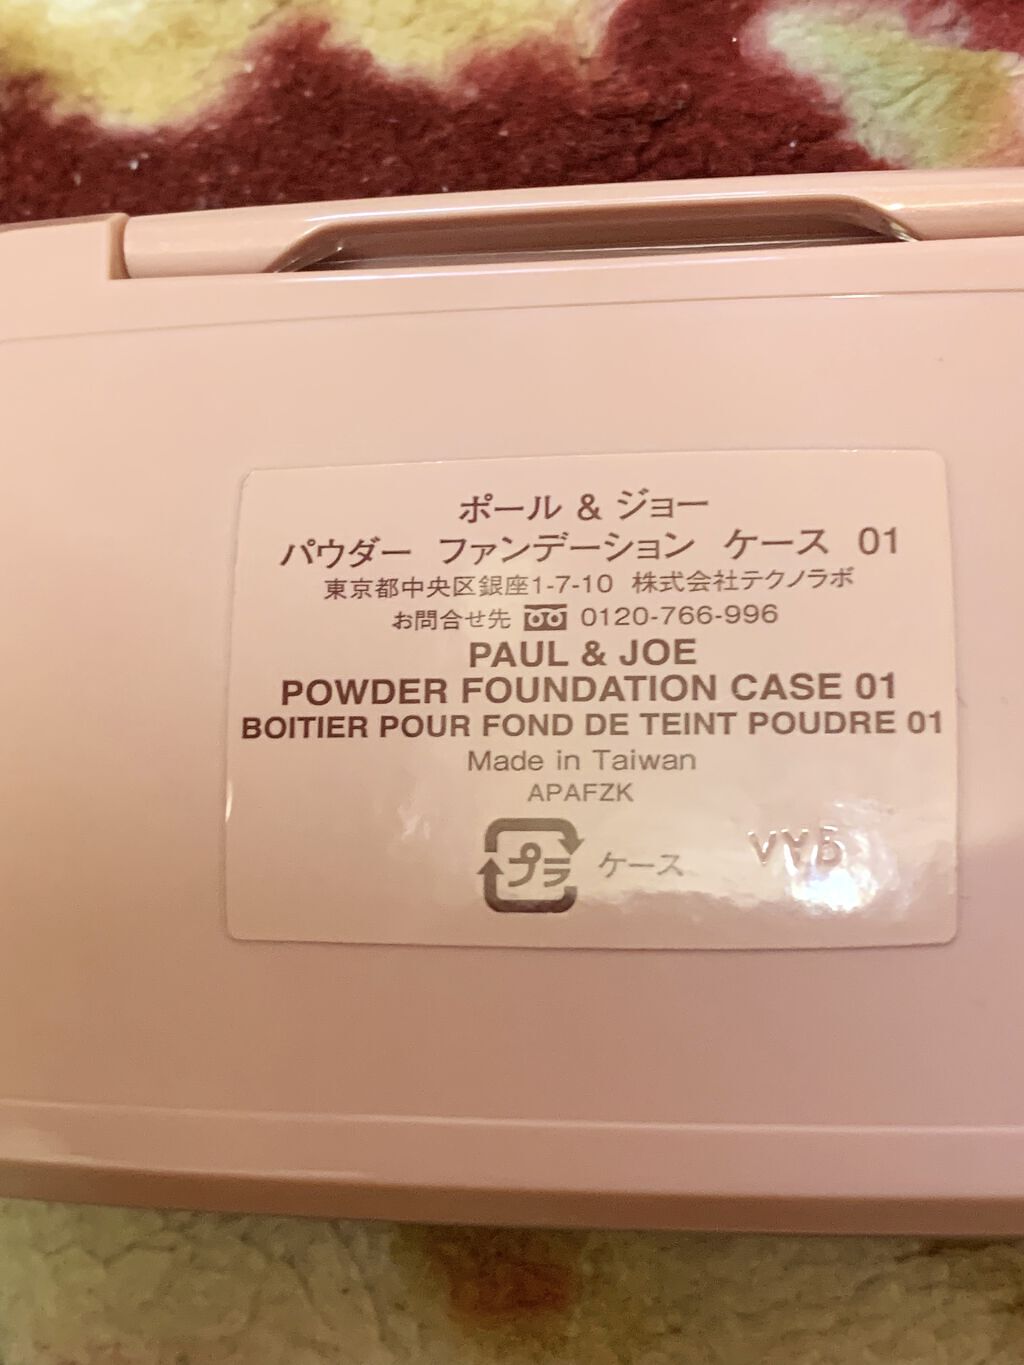 ポール & ジョー
パウダー ファンデーション ケース 01
東京都中央区銀座1-7-10 株式会社テクノラボ
お問合せ先 0120-766-996
PAUL & JOE
POWDER FOUNDATION CASE 01
BOITIER POUR FOND DE TEINT POUDRE 01
Made in Taiwan
APAFZK
プラ ケース